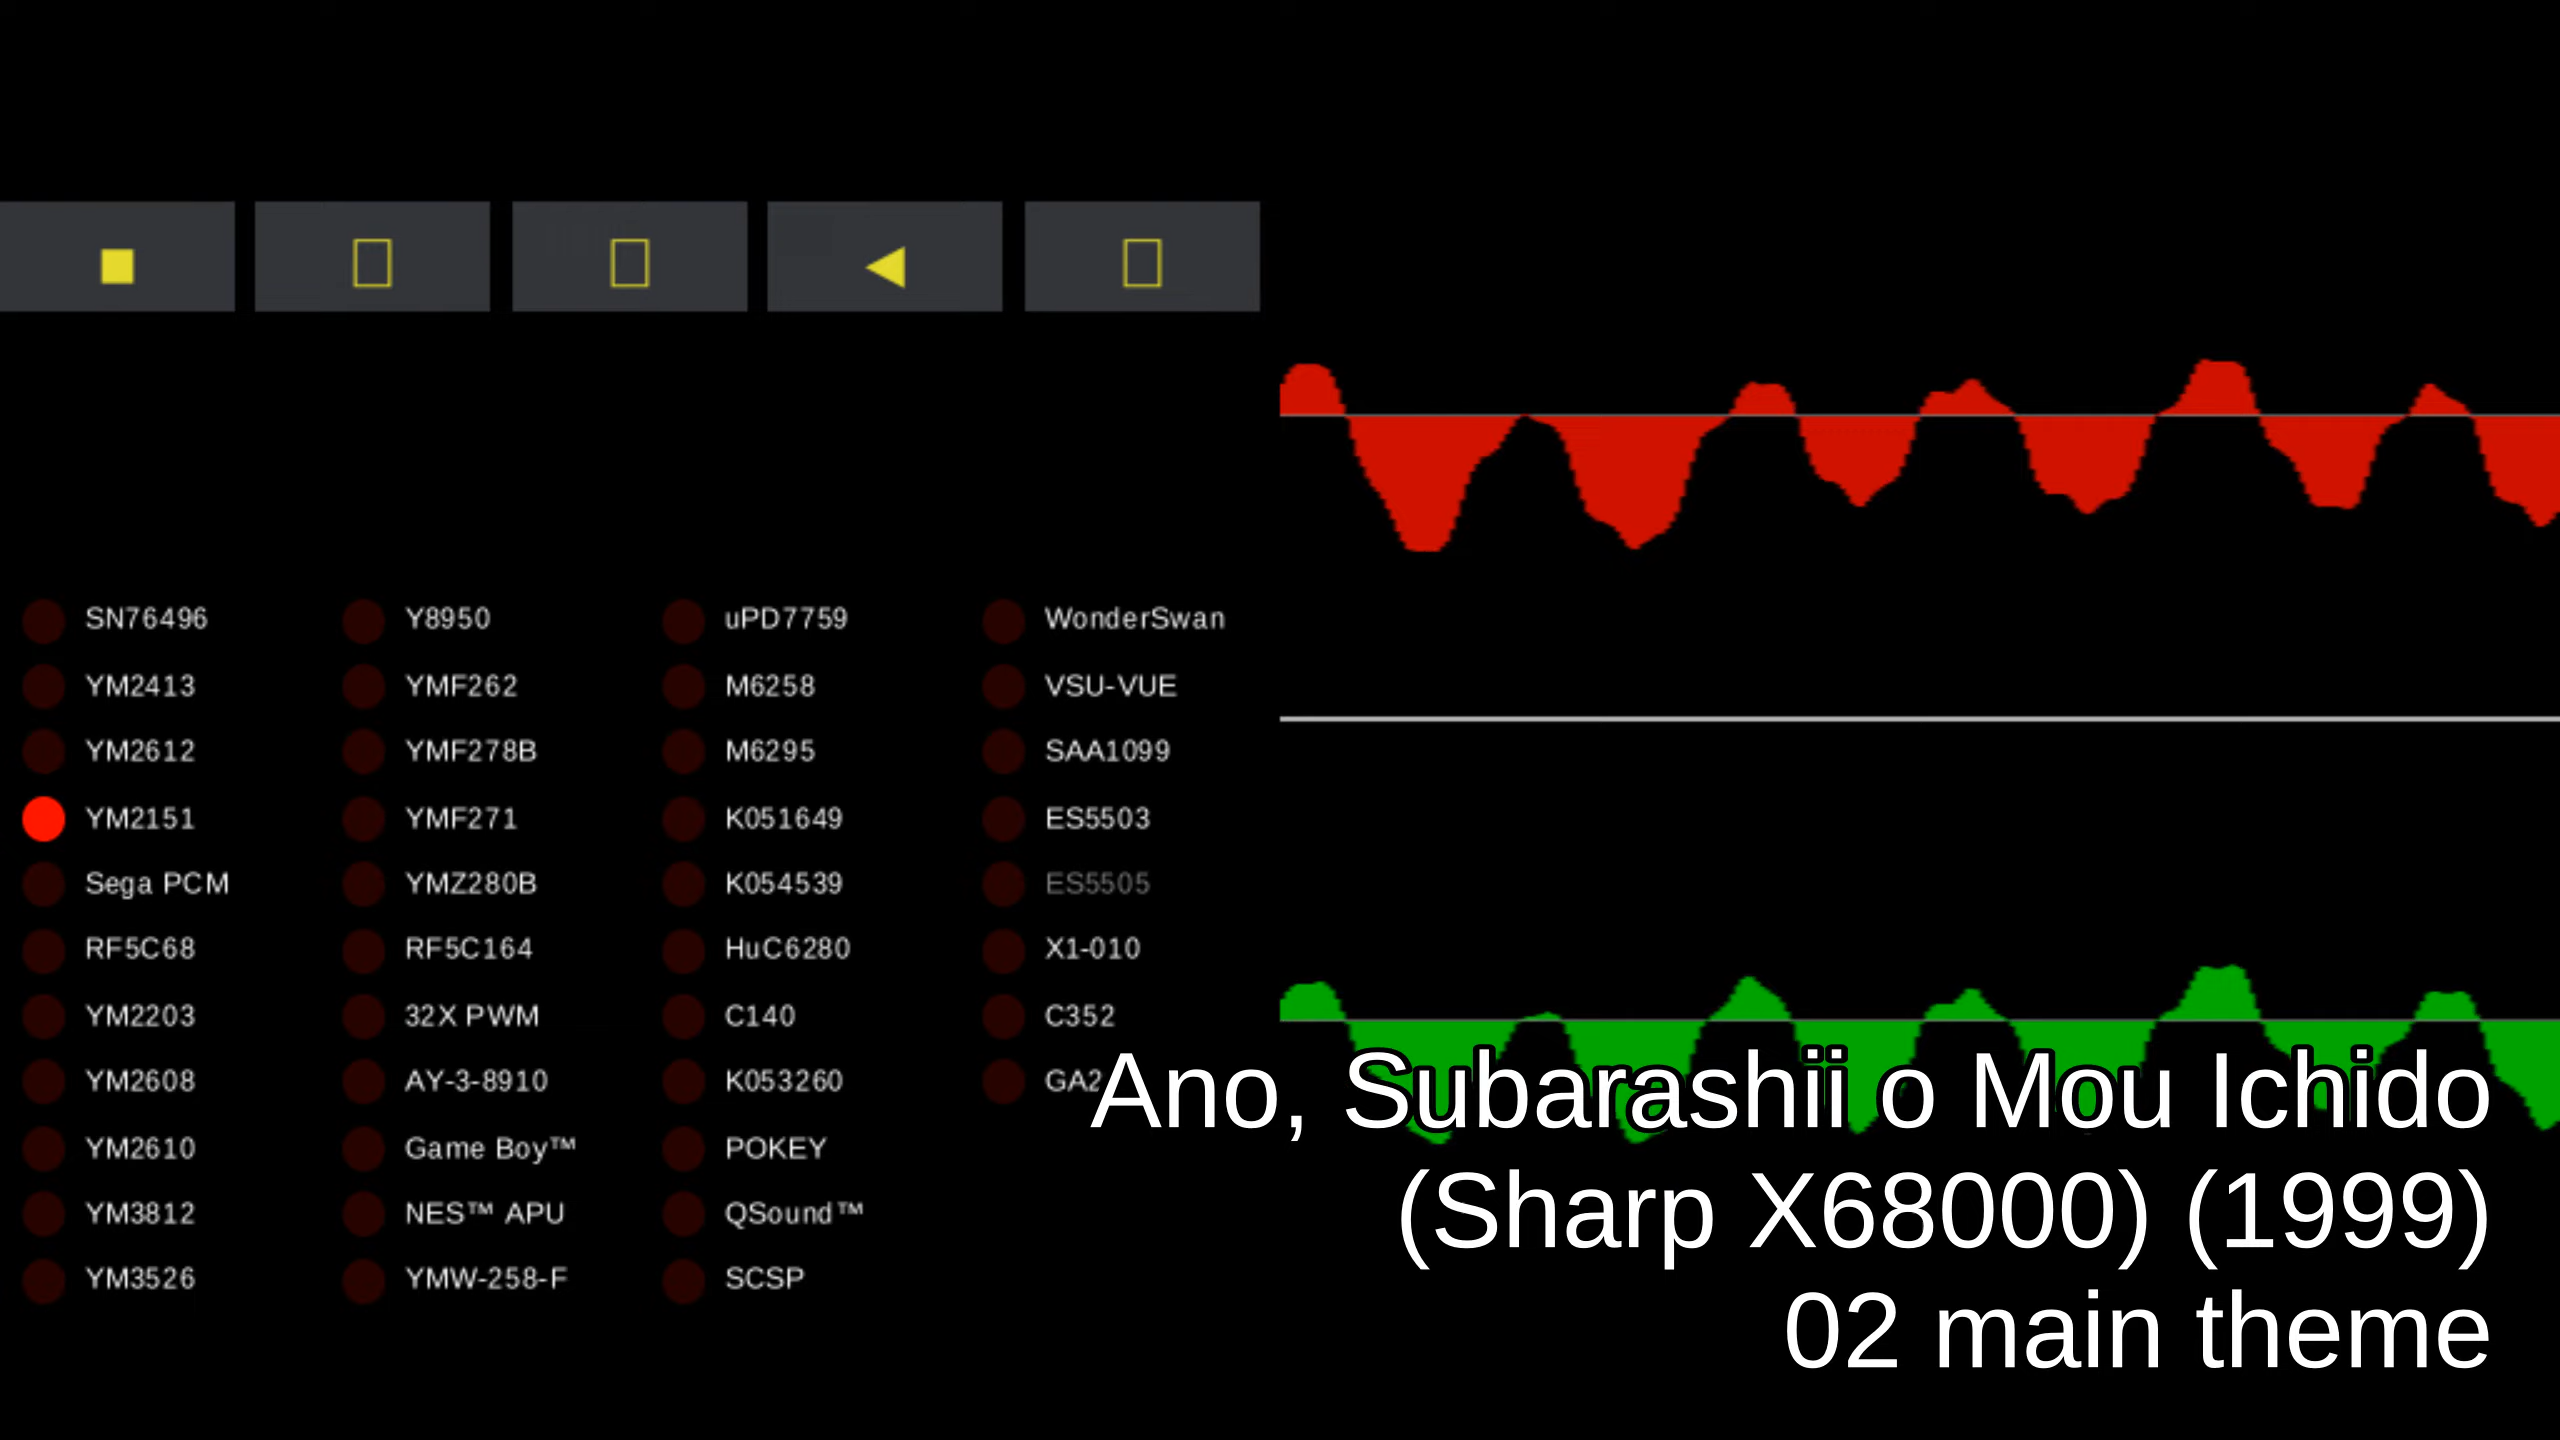 SN76496
YM2413
YM2612
YM2151
Sega PCM
RF5C68
YM2203
YM2608
YM2610
YM3812
YM3526
Y8950
YMF262
YMF278B
YMF271
YMZ280B
RF5C164
32X PWM
AY-3-8910
Game Boy™
NES™ APU
YMW-258-F
uPD7759
M6258
M6295
K051649
K054539
HuC6280
C140
K053260
POKEY
QSound™
SCSP
WonderSwan
VSU-VUE
SAA1099
ES5503
ES5505
X1-010
C352
GA2
Ano, Subarashii o Mou Ichido
(Sharp X68000) (1999)
02 main theme